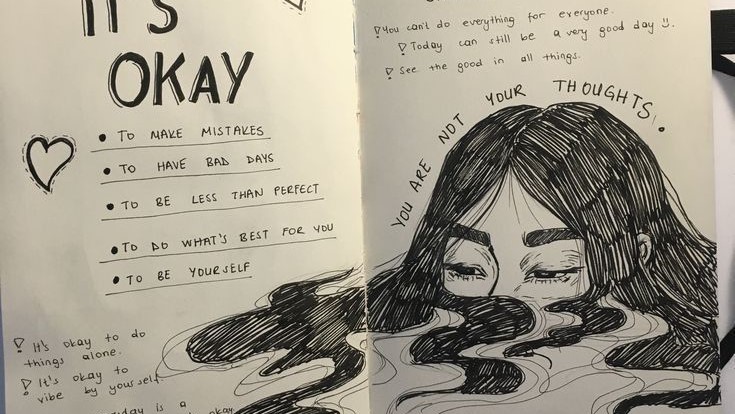 IT'S
OKAY
• TO MAKE MISTAKES
• TO HAVE BAD DAYS
• TO BE LESS THAN PERFECT
• TO DO WHAT'S BEST FOR YOU
• TO BE YOURSELF
It's okay to do
things alone.
It's okay to
vibe by yourself.
is a
okay
You can't do everything for everyone.
Today can still be a very good day :).
See the good in all things.
YOU ARE NOT YOUR THOUGHTS.